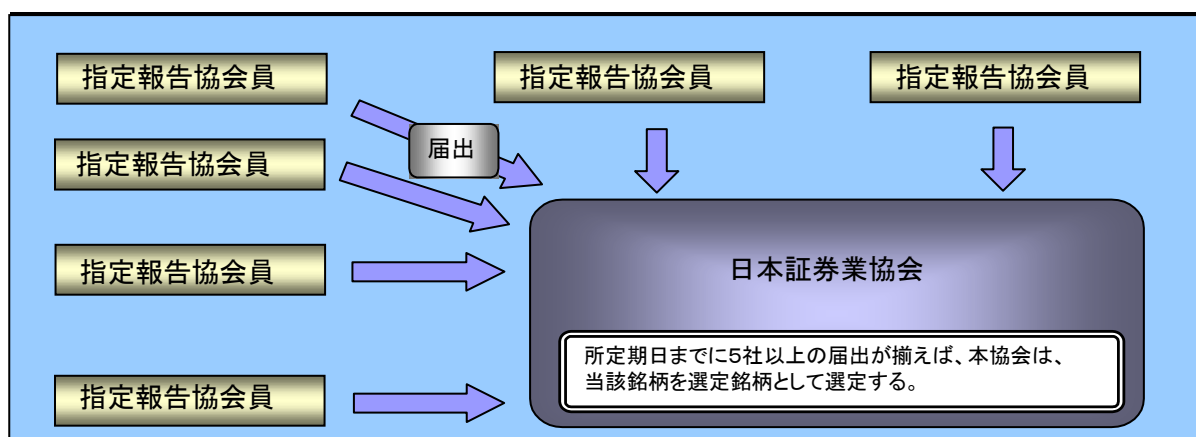 指定報告協会員
指定報告協会員
指定報告協会員
届出
指定報告協会員
指定報告協会員
日本証券業協会
所定期日までに５社以上の届出が揃えば、本協会は、
当該銘柄を選定銘柄として選定する。
指定報告協会員